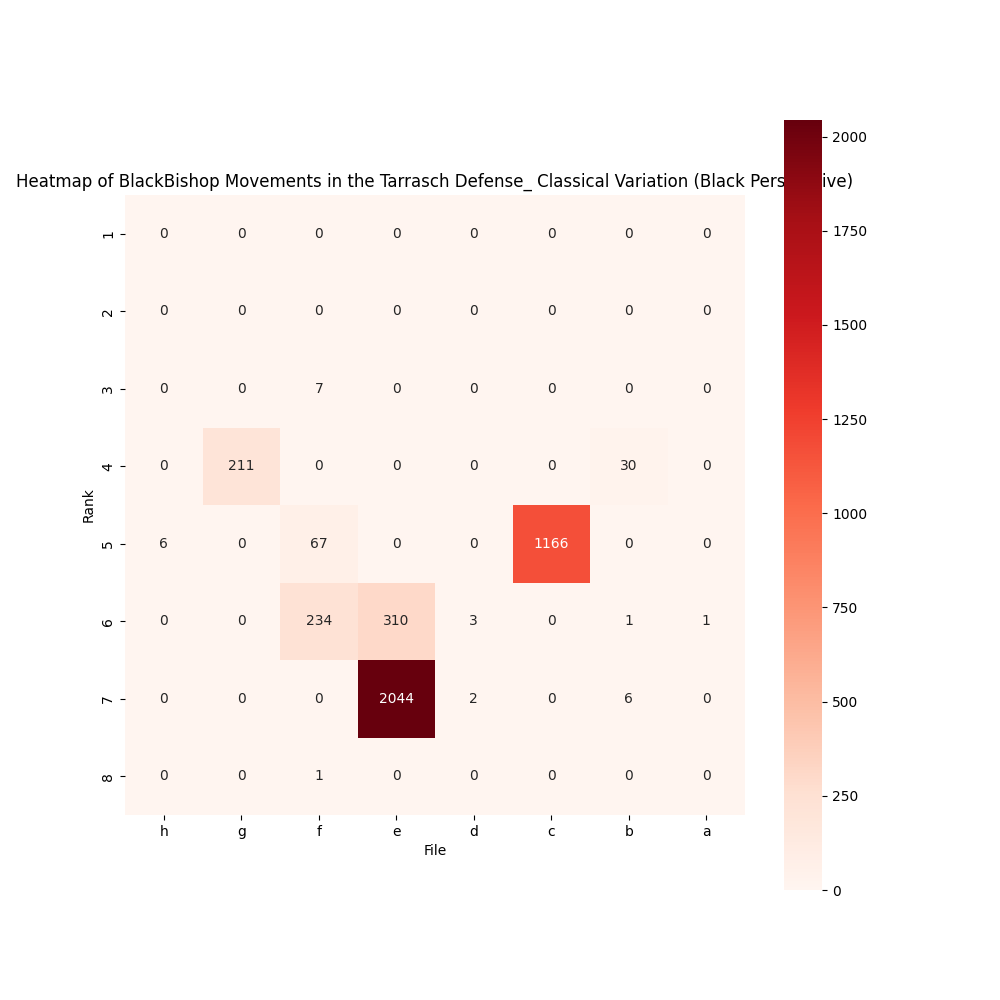 Heatmap of BlackBishop Movements in the Tarrasch Defense_ Classical Variation (Black Pers ive)
Rank
1 0 0 0 0 0 0 0 0
2 0 0 0 0 0 0 0 0
3 0 0 7 0 0 0 0 0
4 0 211 0 0 0 0 30 0
5 6 0 67 0 0 1166 0 0
6 0 0 234 310 3 0 1 1
7 0 0 0 2044 2 0 6 0
8 0 0 1 0 0 0 0 0
h g f e d c b a
File
2000
1750
1500
1250
1000
750
500
250
0